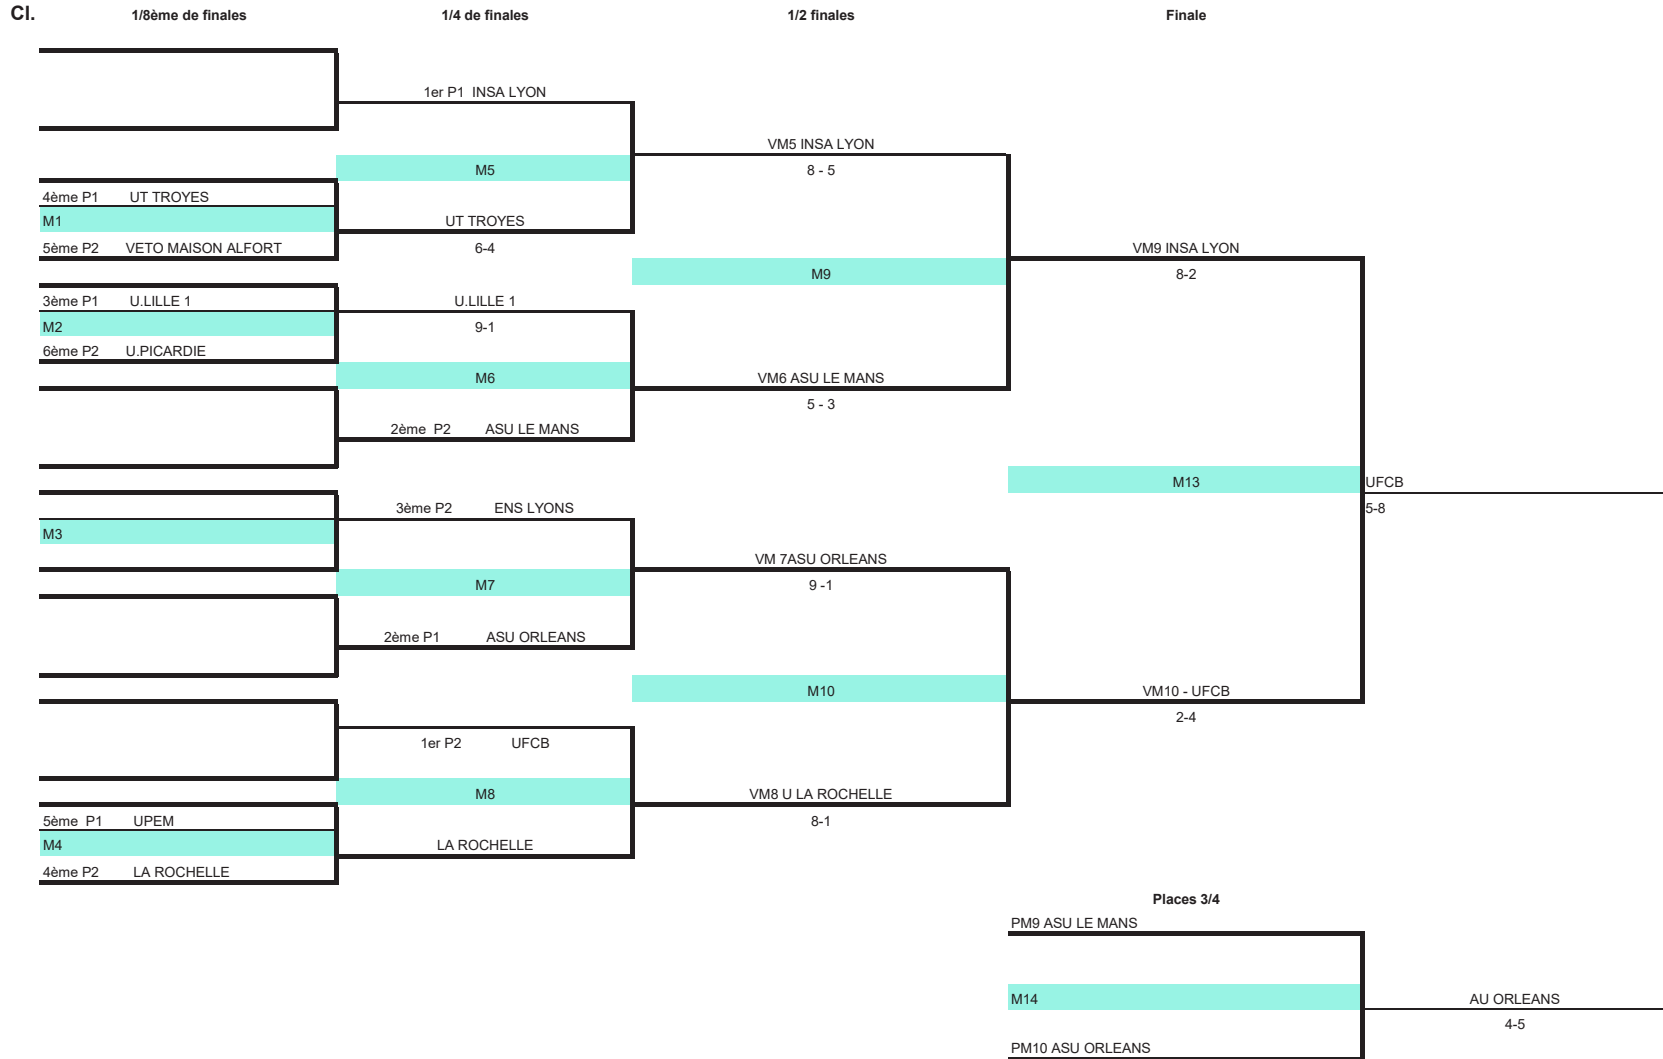 Cl. 1/8ème de finales 1/4 de finales 1/2 finales Finale
1er P1 INSA LYON
VM5 INSA LYON
M5 8 - 5
4ème P1 UT TROYES
M1 UT TROYES
5ème P2 VETO MAISON ALFORT 6-4 VM9 INSA LYON
M9 8-2
3ème P1 U.LILLE 1 U.LILLE 1
M2 9-1
6ème P2 U.PICARDIE
M6 VM6 ASU LE MANS
5 - 3
2ème P2 ASU LE MANS
M13 UFCB
3ème P2 ENS LYONS 5-8
M3
VM 7ASU ORLEANS
M7 9 -1
2ème P1 ASU ORLEANS
M10 VM10 - UFCB
2-4
1er P2 UFCB
M8 VM8 U LA ROCHELLE
5ème P1 UPEM 8-1
M4 LA ROCHELLE
4ème P2 LA ROCHELLE
Places 3/4
PM9 ASU LE MANS
M14 AU ORLEANS
4-5
PM10 ASU ORLEANS